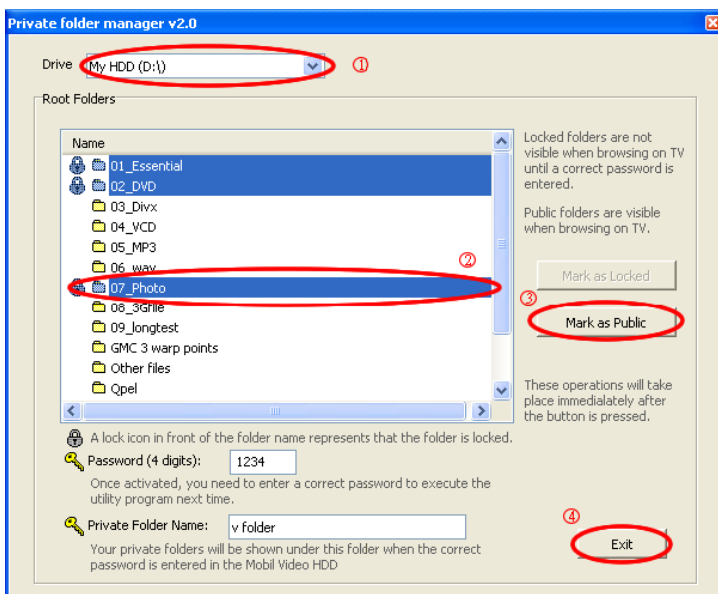 Private folder manager v2.0
Drive My HDD (D:\) ①
Root Folders
Name
01_Essential
02_DVD
03_Divx
04_VCD
05_MP3
06_wav
②
07_Photo
08_3Gfile
09_longtest
GMC 3 warp points
Other files
Qpel
Locked folders are not
visible when browsing on TV
until a correct password is
entered.
Public folders are visible
when browsing on TV.
Mark as Locked
③
Mark as Public
These operations will take
place immedialately after
the button is pressed.
A lock icon in front of the folder name represents that the folder is locked.
Password (4 digits): 1234
Once activated, you need to enter a correct password to execute the
utility program next time.
Private Folder Name: v folder
Your private folders will be shown under this folder when the correct
password is entered in the Mobil Video HDD
④
Exit